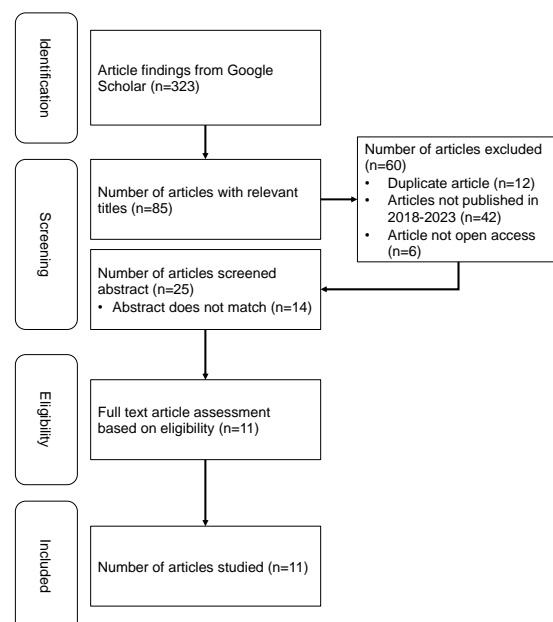 Identification
Article findings from Google
Scholar (n=323)
Screening
Number of articles with relevant
titles (n=85)
Number of articles excluded
(n=60)
• Duplicate article (n=12)
• Articles not published in
2018-2023 (n=42)
• Article not open access
(n=6)
Number of articles screened
abstract (n=25)
• Abstract does not match (n=14)
Eligibility
Full text article assessment
based on eligibility (n=11)
Included
Number of articles studied (n=11)